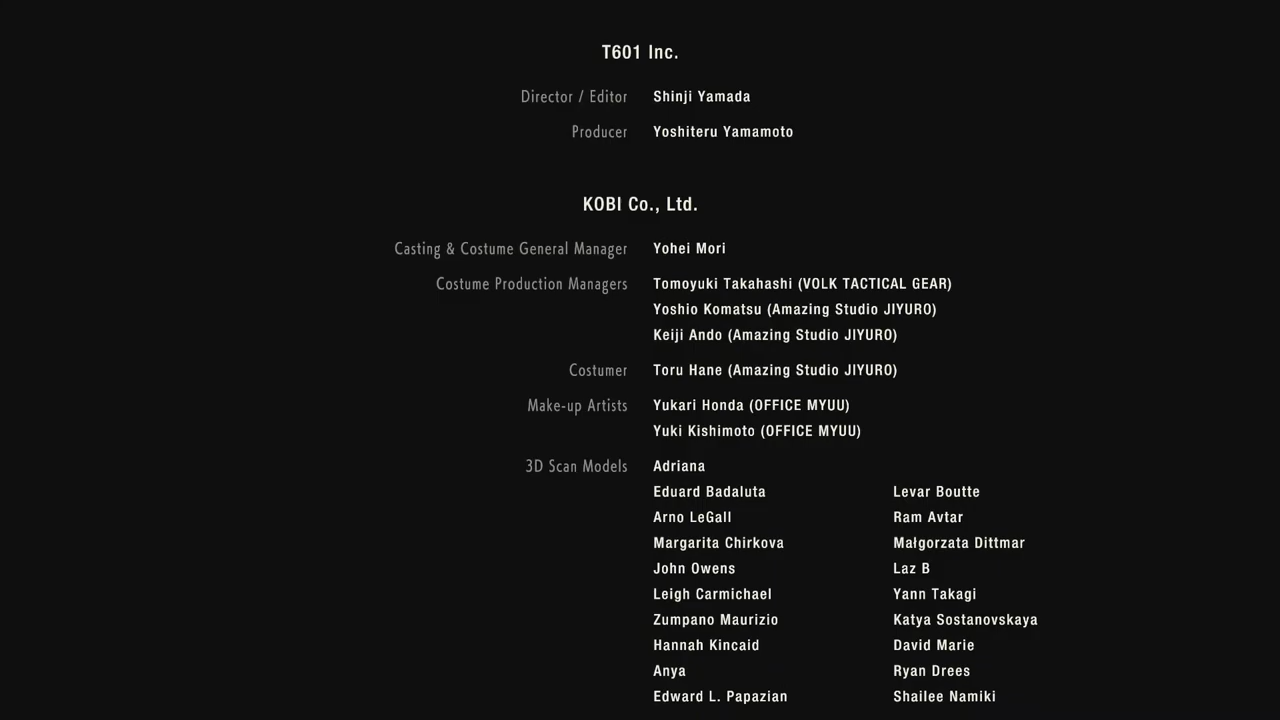 T601 Inc.
Director / Editor Shinji Yamada
Producer Yoshiteru Yamamoto
KOBI Co., Ltd.
Casting & Costume General Manager Yohei Mori
Costume Production Managers Tomoyuki Takahashi (VOLK TACTICAL GEAR)
Yoshio Komatsu (Amazing Studio JIYURO)
Keiji Ando (Amazing Studio JIYURO)
Costumer Toru Hane (Amazing Studio JIYURO)
Make-up Artists Yukari Honda (OFFICE MYUU)
Yuki Kishimoto (OFFICE MYUU)
3D Scan Models Adriana
Eduard Badaluta Levar Boutte
Arno LeGall Ram Avtar
Margarita Chirkova Małgorzata Dittmar
John Owens Laz B
Leigh Carmichael Yann Takagi
Zumpano Maurizio Katya Sostanovskaya
Hannah Kincaid David Marie
Anya Ryan Drees
Edward L. Papazian Shailee Namiki